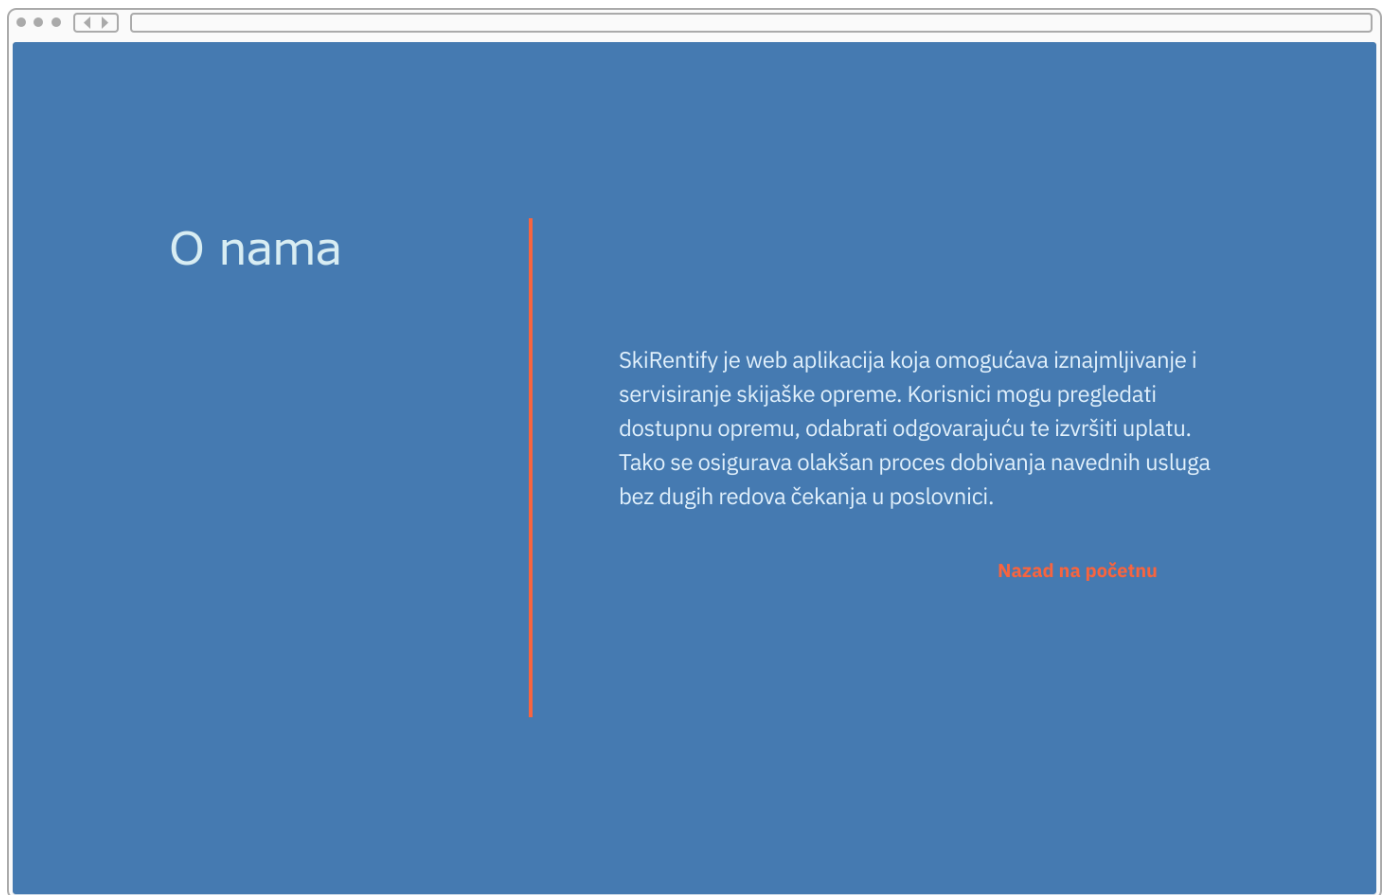 O nama
SkiRentify je web aplikacija koja omogućava iznajmljivanje i
servisiranje skijaške opreme. Korisnici mogu pregledati
dostupnu opremu, odabrati odgovarajuću te izvršiti uplatu.
Tako se osigurava olakšan proces dobivanja navednih usluga
bez dugih redova čekanja u poslovnici.
Nazad na početnu